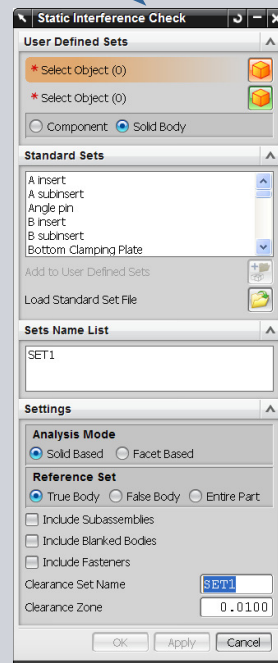 Static Interference Check
User Defined Sets
* Select Object (0)
* Select Object (0)
Component Solid Body
Standard Sets
A insert
A subinsert
Angle pin
B insert
B subinsert
Bottom Clamping Plate
Add to User Defined Sets
Load Standard Set File
Sets Name List
SET1
Settings
Analysis Mode
Solid Based Facet Based
Reference Set
True Body False Body Entire Part
Include Subassemblies
Include Blanked Bodies
Include Fasteners
Clearance Set Name SET1
Clearance Zone 0.0100
OK Apply Cancel